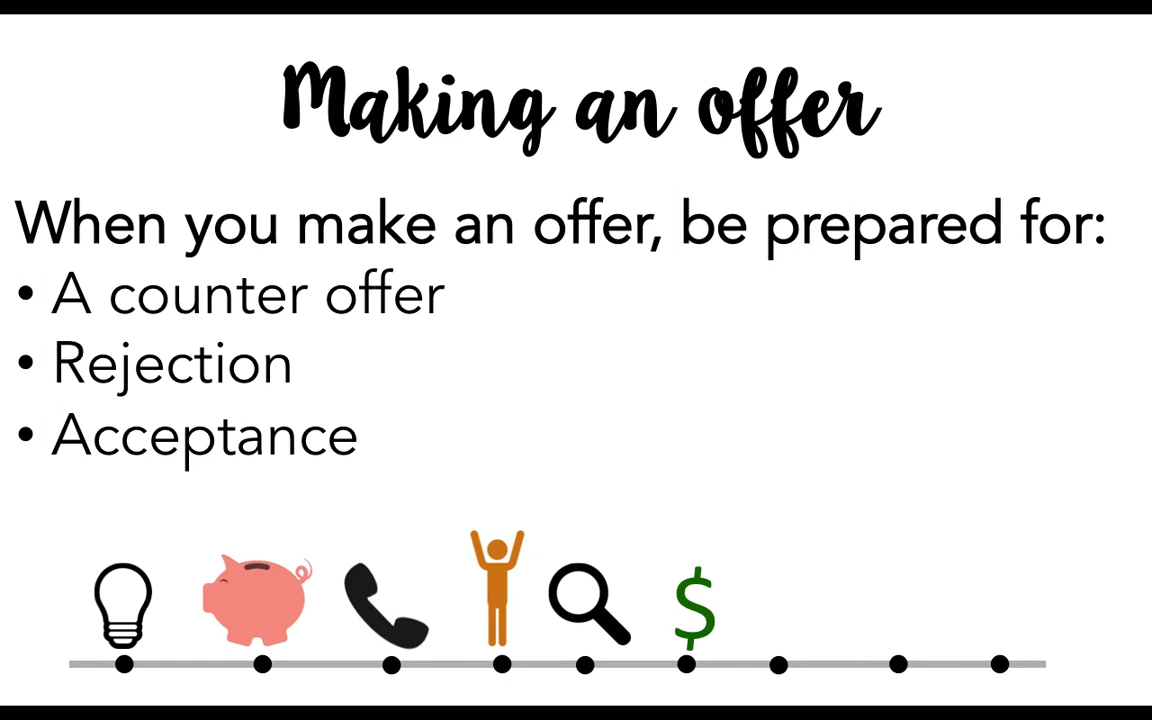 Making an offer
When you make an offer, be prepared for:
• A counter offer
• Rejection
• Acceptance
$